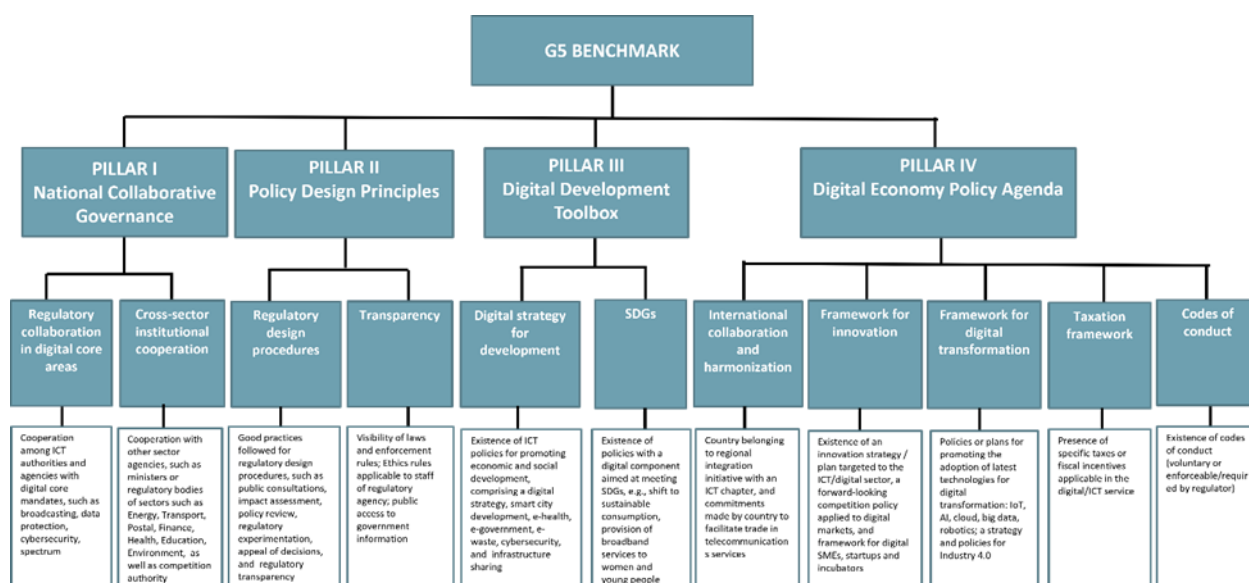 G5 BENCHMARK
PILLAR I
National Collaborative
Governance
PILLAR II
Policy Design Principles
PILLAR III
Digital Development
Toolbox
PILLAR IV
Digital Economy Policy Agenda
Regulatory
collaboration
in digital core
areas
Cross-sector
institutional
cooperation
Regulatory
design
procedures
Transparency
Digital strategy
for
development
SDGs
International
collaboration
and
harmonization
Framework for
innovation
Framework for
digital
transformation
Taxation
framework
Codes of
conduct
Cooperation
among ICT
authorities and
agencies with
digital core
mandates, such as
broadcasting, data
protection,
cybersecurity,
spectrum
Cooperation with
other sector
agencies, such as
ministers or
regulatory bodies
of sectors such as
Energy, Transport,
Postal, Finance,
Health, Education,
Environment, as
well as competition
authority
Good practices
followed for
regulatory design
procedures, such as
public consultations,
impact assessment,
policy review,
regulatory
experimentation,
appeal of decisions,
and regulatory
transparency
Visibility of laws
and enforcement
rules; Ethics rules
applicable to staff
of regulatory
agency; public
access to
government
information
Existence of ICT
policies for promoting
economic and social
development,
comprising a digital
strategy, smart city
development, e-health,
e-government, e-
waste, cybersecurity,
and infrastructure
sharing
Existence of
policies with a
digital component
aimed at meeting
SDGs, e.g., shift to
sustainable
consumption,
provision of
broadband
services to
women and
young people
Country belonging
to regional
integration
initiative with an
ICT chapter, and
commitments
made by country to
facilitate trade in
telecommunication
s services
Existence of an
innovation strategy /
plan targeted to the
ICT/digital sector, a
forward-looking
competition policy
applied to digital
markets, and
framework for digital
SMEs, startups and
incubators
Policies or plans for
promoting the
adoption of latest
technologies for
digital
transformation: IoT,
AI, cloud, big data,
robotics; a strategy
and policies for
Industry 4.0
Presence of
specific taxes or
fiscal incentives
applicable in the
digital/ICT service
Existence of codes
of conduct
(voluntary or
enforceable/requir
ed by regulator)